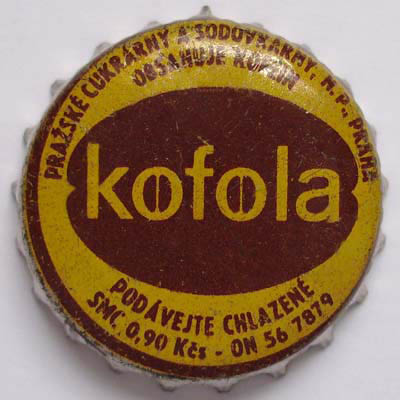 PRAŽSKÉ CUKRÁRNY A SODOVKÁRNY, N. P., PRAHA
OBSAHUJE KOFEIN
kofola
PODÁVEJTE CHLAZENÉ
SMC 0,90 Kčs - ON 56 7879